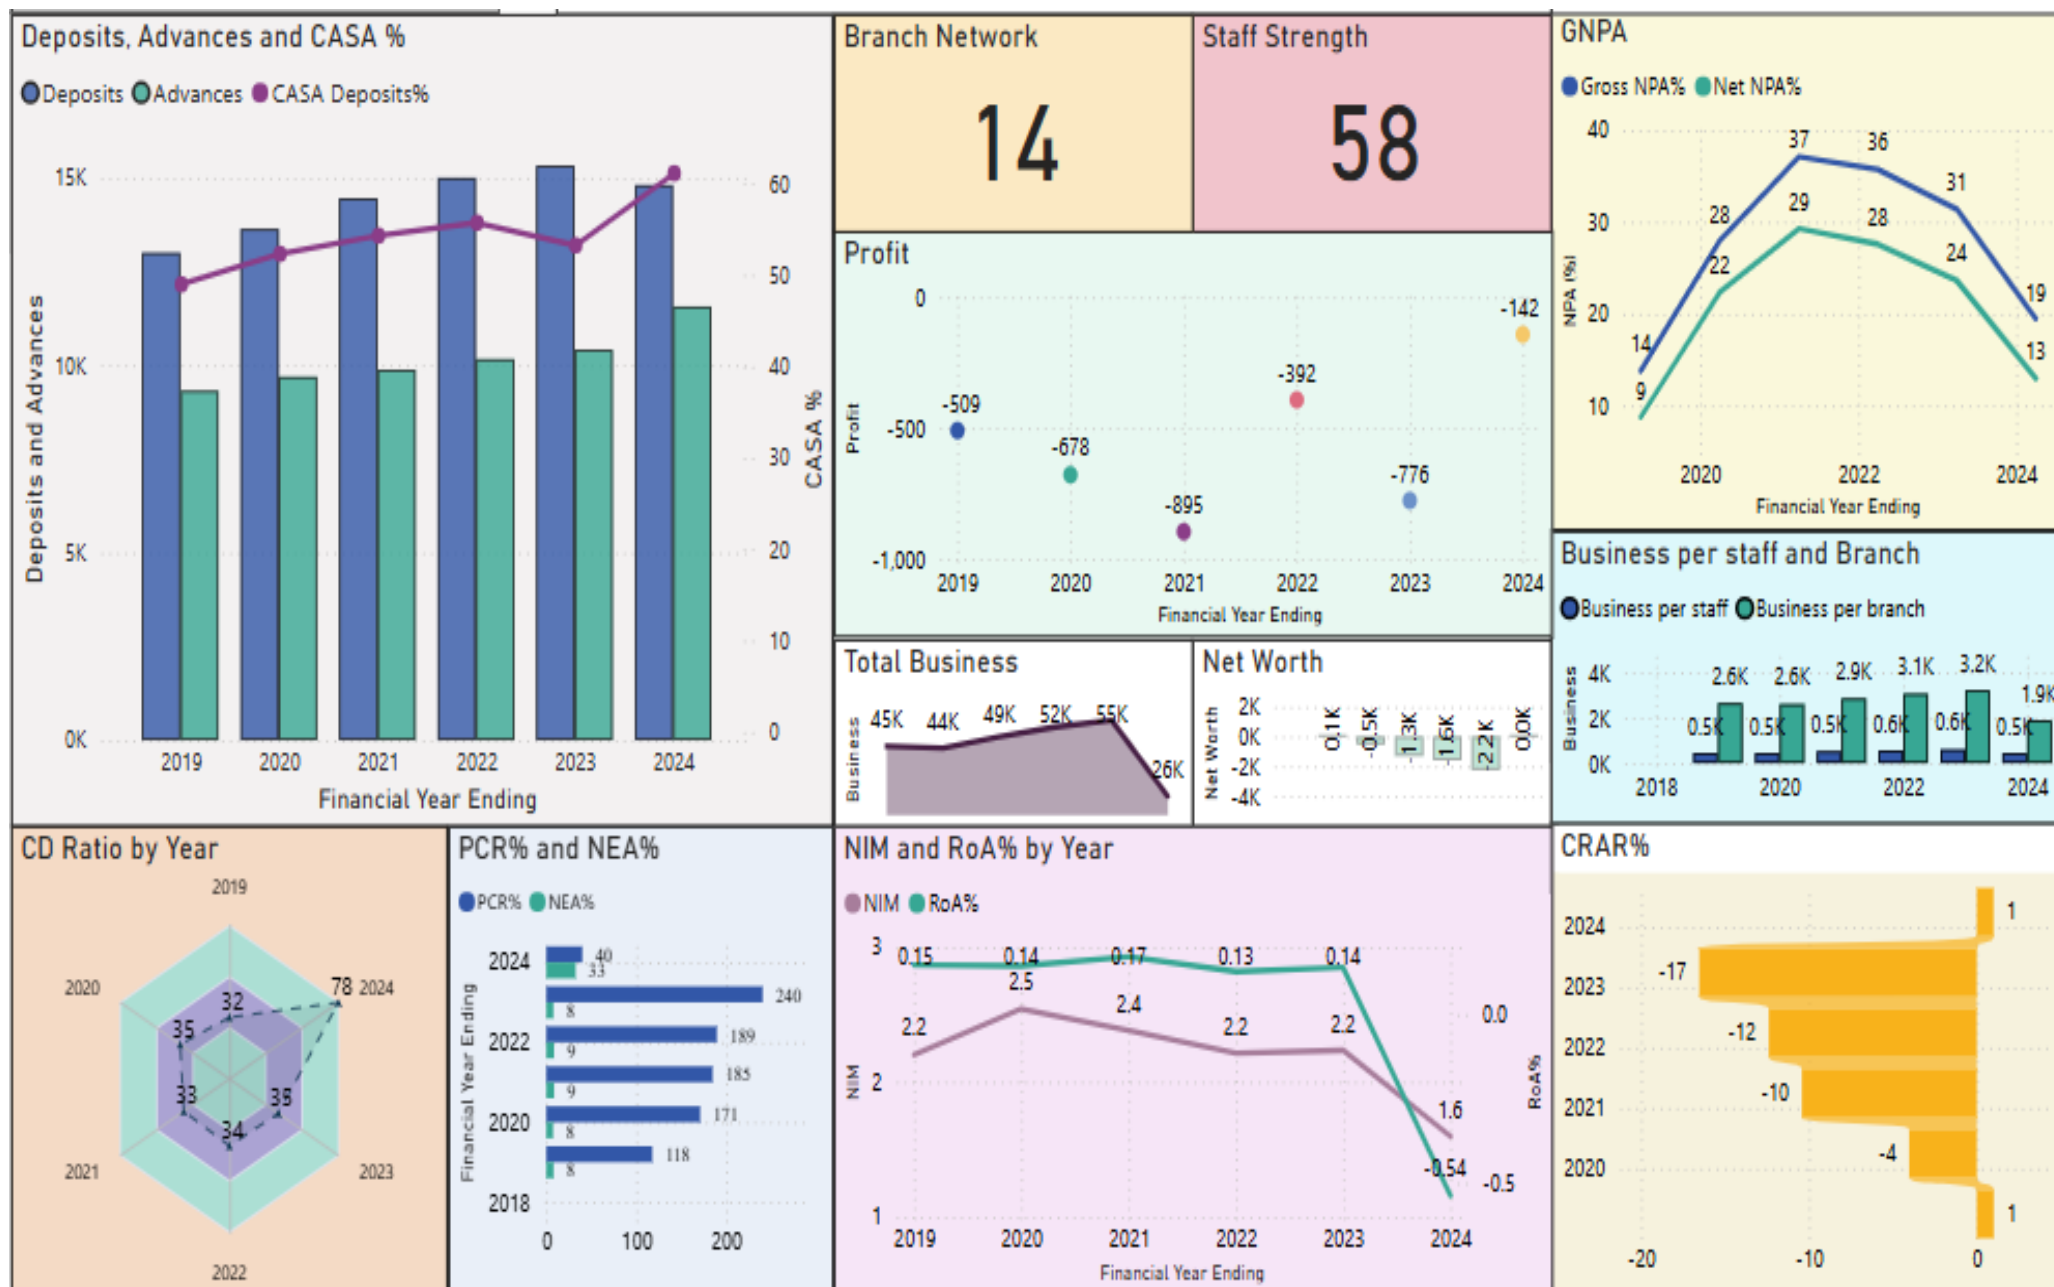 Deposits, Advances and CASA %
Deposits Advances CASA Deposits%
Deposits and Advances
15K
10K
5K
0K
60
50
40
30
20
10
0
CASA %
2019 2020 2021 2022 2023 2024
Financial Year Ending
Branch Network
14
Staff Strength
58
Profit
Profit
0
-500
-1,000
-509
-678
-895
-392
-776
-142
2019 2020 2021 2022 2023 2024
Financial Year Ending
GNPA
Gross NPA% Net NPA%
NPA (%)
40
30
20
10
14 28 37 36 31 19
9 22 29 28 24 13
2020 2022 2024
Financial Year Ending
Total Business
Business
45K 44K 49K 52K 55K 26K
Net Worth
Net Worth
2K
0K
-2K
-4K
0.1K -0.5K -1.3K -1.6K -2.2K 0.0K
Business per staff and Branch
Business per staff Business per branch
Business
4K
2K
0K
2.6K 2.6K 2.9K 3.1K 3.2K 1.9K
0.5K 0.5K 0.5K 0.6K 0.6K 0.5K
2018 2020 2022 2024
CD Ratio by Year
2019
2020
2024
2021
2023
2022
32
78
35
33
35
34
PCR% and NEA%
PCR% NEA%
Financial Year Ending
2024
2022
2020
2018
40
33
240
8
189
9
185
9
171
8
118
8
0 100 200
NIM and RoA% by Year
NIM RoA%
NIM
3
2
1
0.15 0.14 0.17 0.13 0.14 -0.54
2.2 2.5 2.4 2.2 2.2 1.6
0.0
-0.5
RoA%
2019 2020 2021 2022 2023 2024
Financial Year Ending
CRAR%
2024
2023
2022
2021
2020
1
-17
-12
-10
-4
1
-20 -10 0